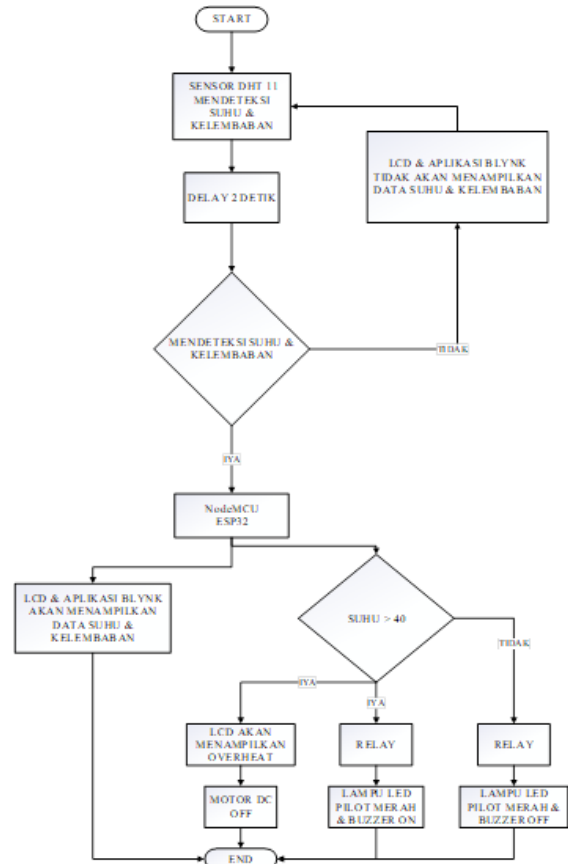 START
SENSOR DHT 11
MENDETEKSI
SUHU &
KELEMBABAN
LCD & APLIKASI BLYNK
TIDAK AKAN MENAMPILKAN
DATA SUHU & KELEMBABAN
DELAY 2 DETIK
MENDETEKSI SUHU &
KELEMBABAN
TIDAK
IYA
NodeMCU
ESP32
LCD & APLIKASI BLYNK
AKAN MENAMPILKAN
DATA SUHU &
KELEMBABAN
SUHU > 40
TIDAK
IYA
IYA
LCD AKAN
MENAMPILKAN
OVERHEAT
RELAY
RELAY
MOTOR DC
OFF
LAMPU LED
PILOT MERAH
& BUZZER ON
LAMPU LED
PILOT MERAH &
BUZZER OFF
END